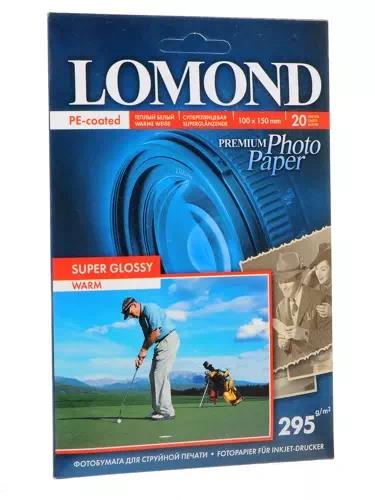 LOMOND
PE-coated
ТЕПЛЫЙ БЕЛЫЙ
WARME WEIßE
СУПЕРГЛЯНЦЕВАЯ
SUPERGLÄNZENDE
100 x 150 mm
20
PREMIUM Photo
Paper
SUPER GLOSSY
WARM
295 g/m²
ФОТОБУМАГА ДЛЯ СТРУЙНОЙ ПЕЧАТИ • FOTOPAPIER FÜR INKJET-DRUCKER